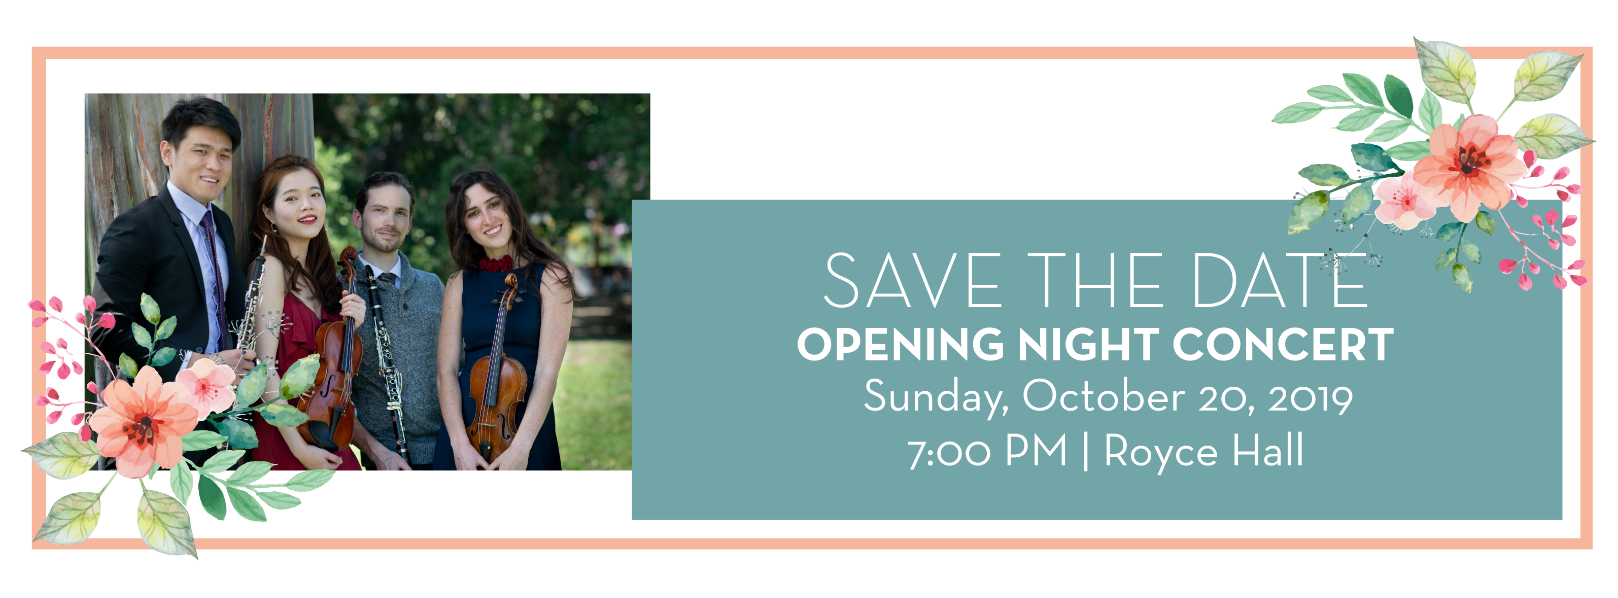 SAVE THE DATE
OPENING NIGHT CONCERT
Sunday, October 20, 2019
7:00 PM | Royce Hall